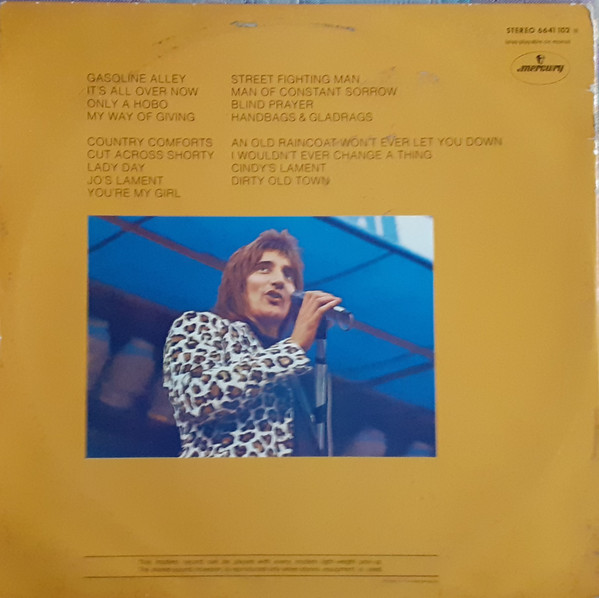 STEREO 6641 102
mercury
GASOLINE ALLEY
IT'S ALL OVER NOW
ONLY A HOBO
MY WAY OF GIVING
COUNTRY COMFORTS
CUT ACROSS SHORTY
LADY DAY
JO'S LAMENT
YOU'RE MY GIRL
STREET FIGHTING MAN
MAN OF CONSTANT SORROW
BLIND PRAYER
HANDBAGS & GLADRAGS
AN OLD RAINCOAT WON'T EVER LET YOU DOWN
I WOULDN'T EVER CHANGE A THING
CINDY'S LAMENT
DIRTY OLD TOWN